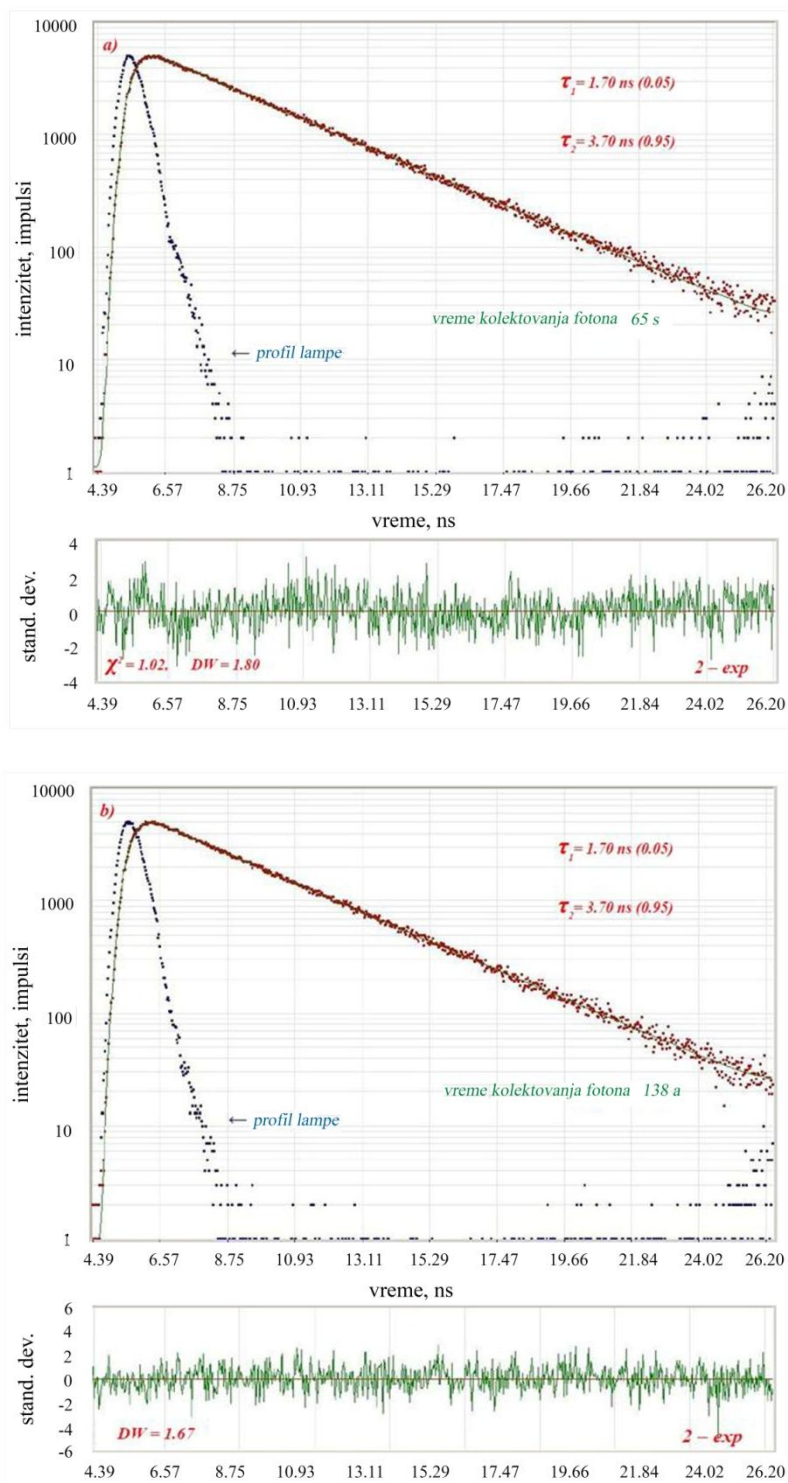 10000
a)
τ1= 1.70 ns (0.05)
1000
τ2= 3.70 ns (0.95)
intenzitet, impulsi
100
vreme kolektovanja fotona 65 s
10
← profil lampe
1
4.39 6.57 8.75 10.93 13.11 15.29 17.47 19.66 21.84 24.02 26.20
vreme, ns
4
2
stand. dev.
0
-2
χ² = 1.02. DW = 1.80 2 – exp
-4
4.39 6.57 8.75 10.93 13.11 15.29 17.47 19.66 21.84 24.02 26.20
10000
b)
τ1= 1.70 ns (0.05)
1000
τ2= 3.70 ns (0.95)
intenzitet, impulsi
100
vreme kolektovanja fotona 138 a
10
← profil lampe
1
4.39 6.57 8.75 10.93 13.11 15.29 17.47 19.66 21.84 24.02 26.20
vreme, ns
6
4
2
stand. dev.
0
-2
-4
DW = 1.67 2 – exp
-6
4.39 6.57 8.75 10.93 13.11 15.29 17.47 19.66 21.84 24.02 26.20